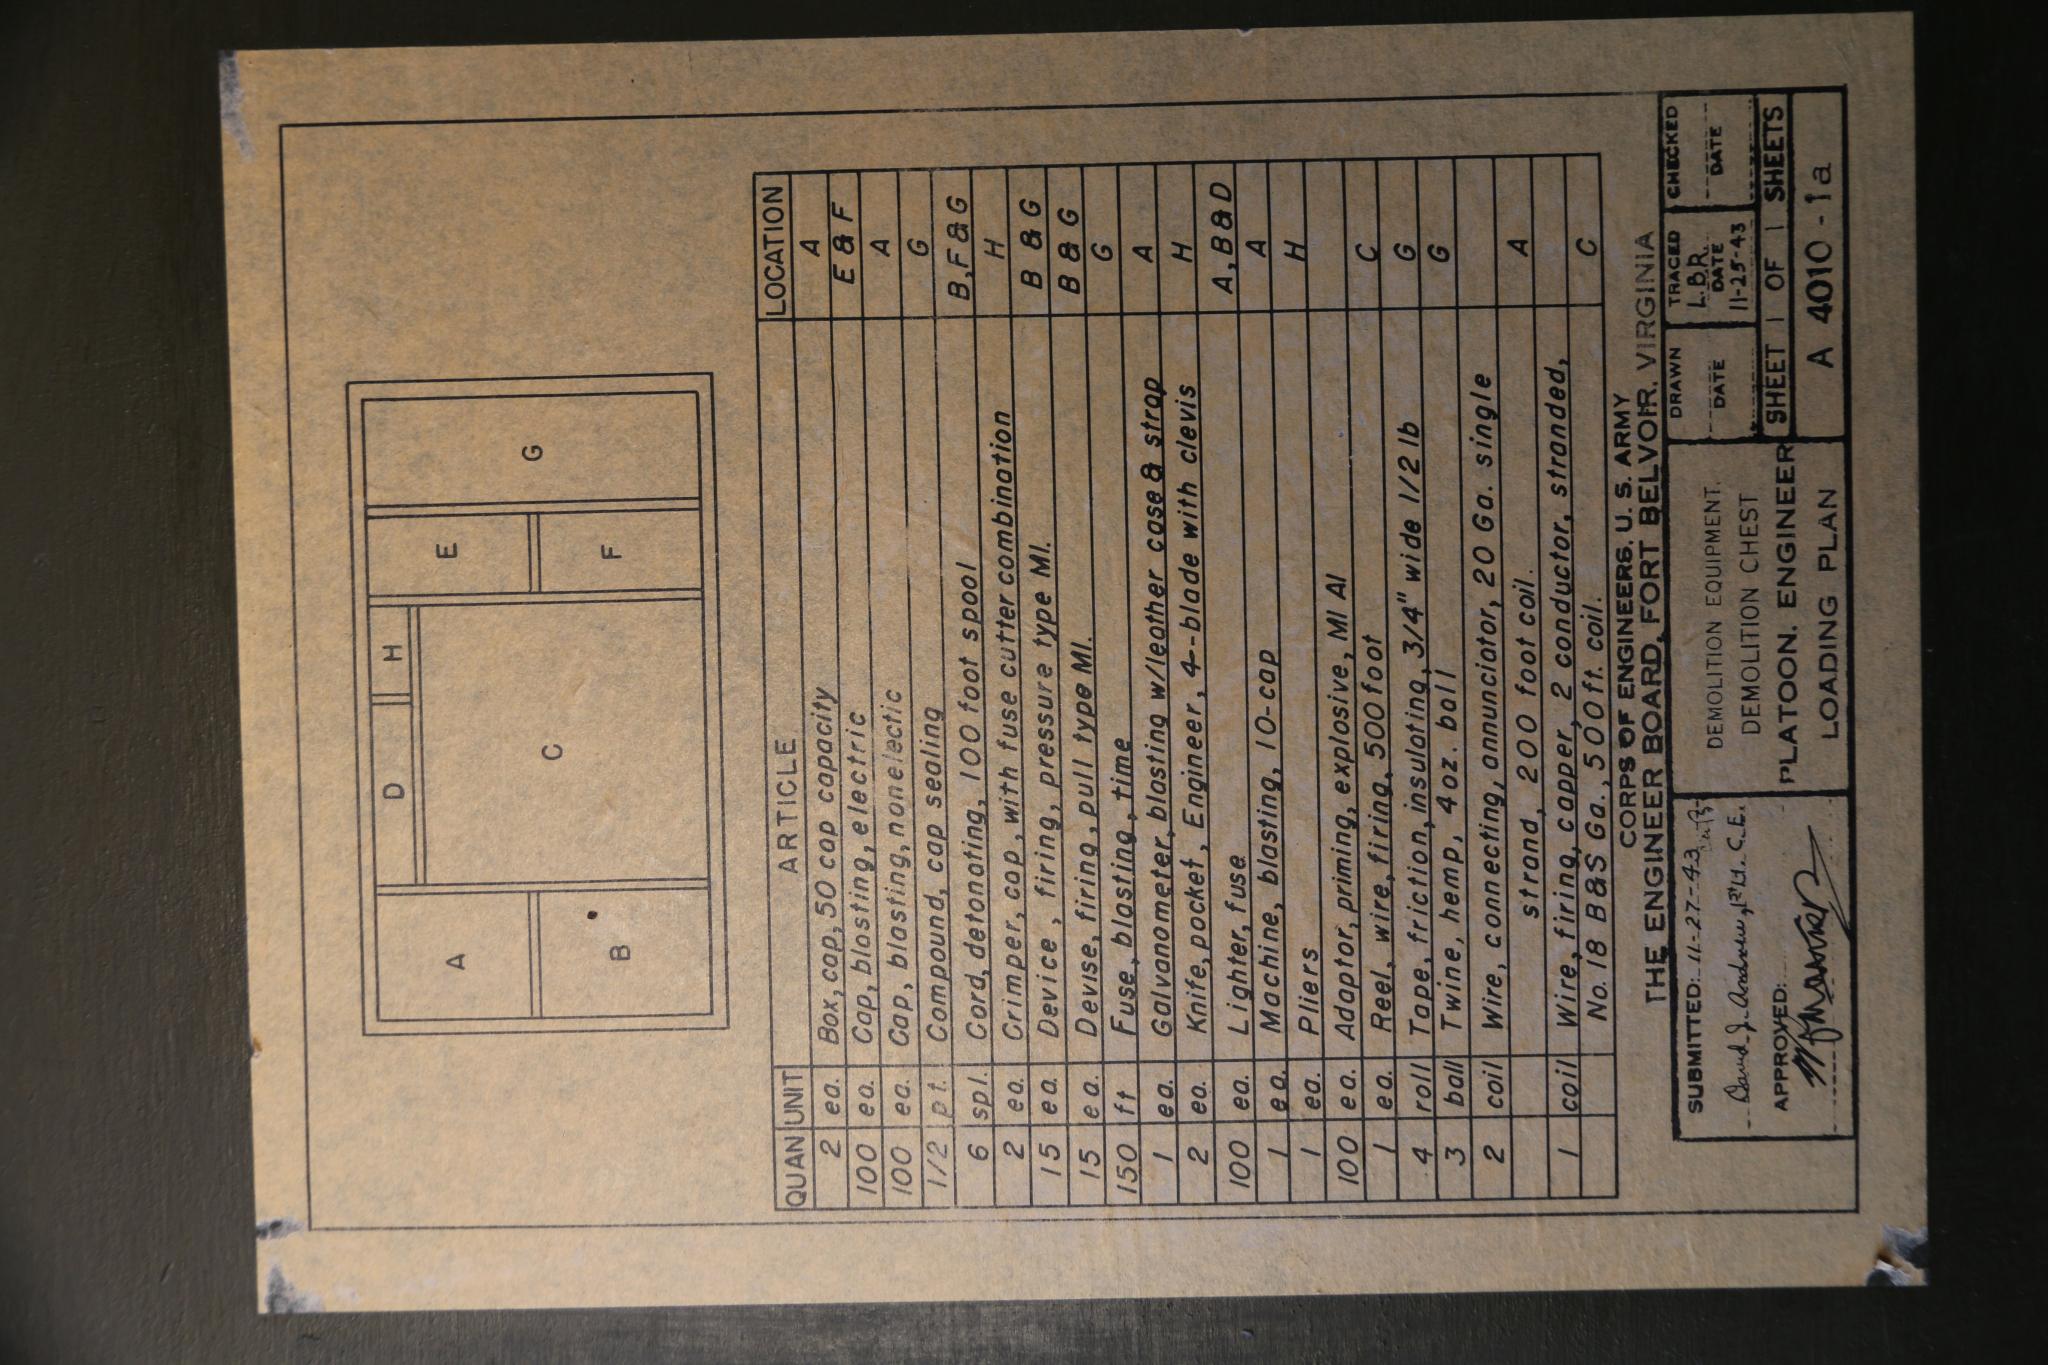 A
B
C
D
H
E
F
G
QUAN UNIT ARTICLE LOCATION
2 ea. Box, cap, 50 cap capacity A
100 ea. Cap, blasting, electric E & F
100 ea. Cap, blasting, nonelectic A
1/2 pt. Compound, cap sealing G
6 spl. Cord, detonating, 100 foot spool B, F & G
2 ea. Crimper, cap, with fuse cutter combination H
15 ea. Device, firing, pressure type MI. B & G
15 ea. Devise, firing, pull type MI. B & G
150 ft Fuse, blasting, time G
1 ea. Galvanometer, blasting w/leather case & strap A
2 ea. Knife, pocket, Engineer, 4-blade with clevis H
100 ea. Lighter, fuse A, B & D
1 ea. Machine, blasting, 10-cap A
1 ea. Pliers H
100 ea. Adaptor, priming, explosive, MI AI
1 ea. Reel, wire, firing, 500 foot C
4 roll Tape, friction, insulating, 3/4" wide 1/2 lb G
3 ball Twine, hemp, 4 oz. ball G
2 coil Wire, connecting, annunciator, 20 Ga. single
strand, 200 foot coil. A
1 coil Wire, firing, copper, 2 conductor, stranded,
No. 18 B&S Ga., 500 ft. coil. C
CORPS OF ENGINEERS. U. S. ARMY
THE ENGINEER BOARD, FORT BELVOIR, VIRGINIA
SUBMITTED: 11-27-43
David J. C.E.
APPROVED:
DEMOLITION EQUIPMENT.
DEMOLITION CHEST
PLATOON. ENGINEER
LOADING PLAN
DRAWN TRACED CHECKED
L.B.R.
DATE DATE DATE
11-25-43
SHEET 1 OF 1 SHEETS
A 4010-1a